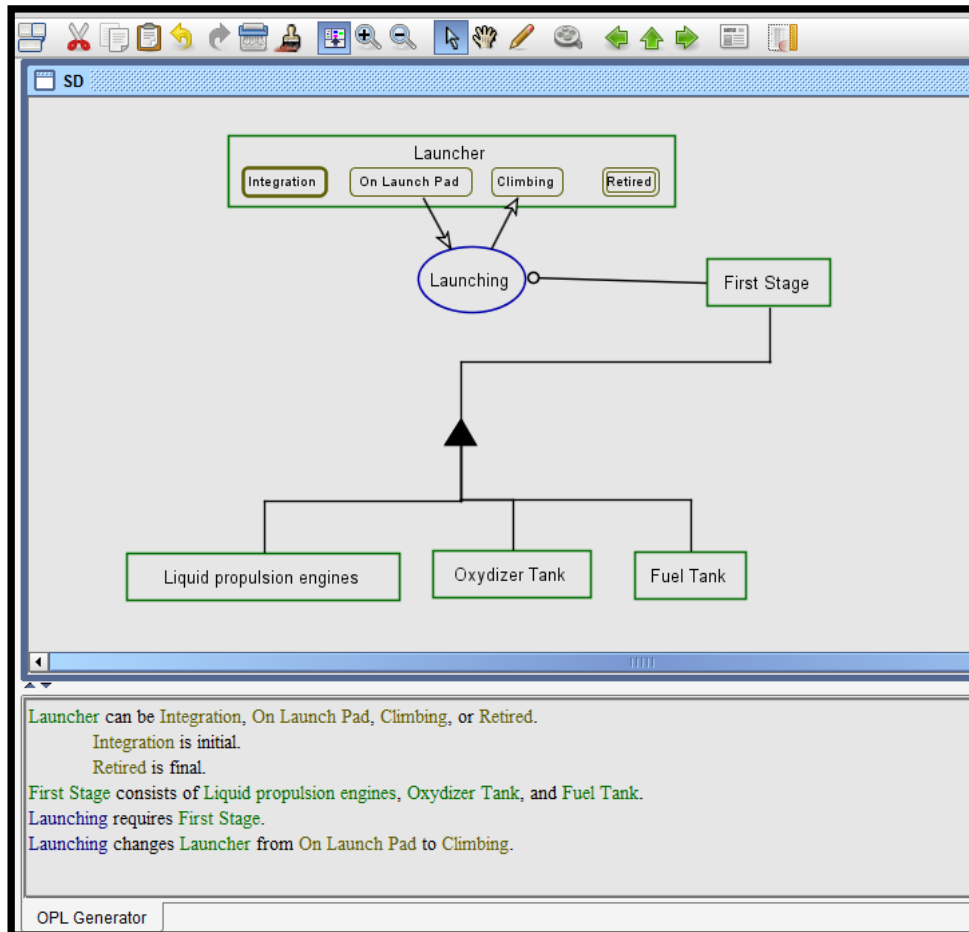 SD
Launcher
Integration
On Launch Pad
Climbing
Retired
Launching
First Stage
Liquid propulsion engines
Oxydizer Tank
Fuel Tank
Launcher can be Integration, On Launch Pad, Climbing, or Retired.
Integration is initial.
Retired is final.
First Stage consists of Liquid propulsion engines, Oxydizer Tank, and Fuel Tank.
Launching requires First Stage.
Launching changes Launcher from On Launch Pad to Climbing.
OPL Generator